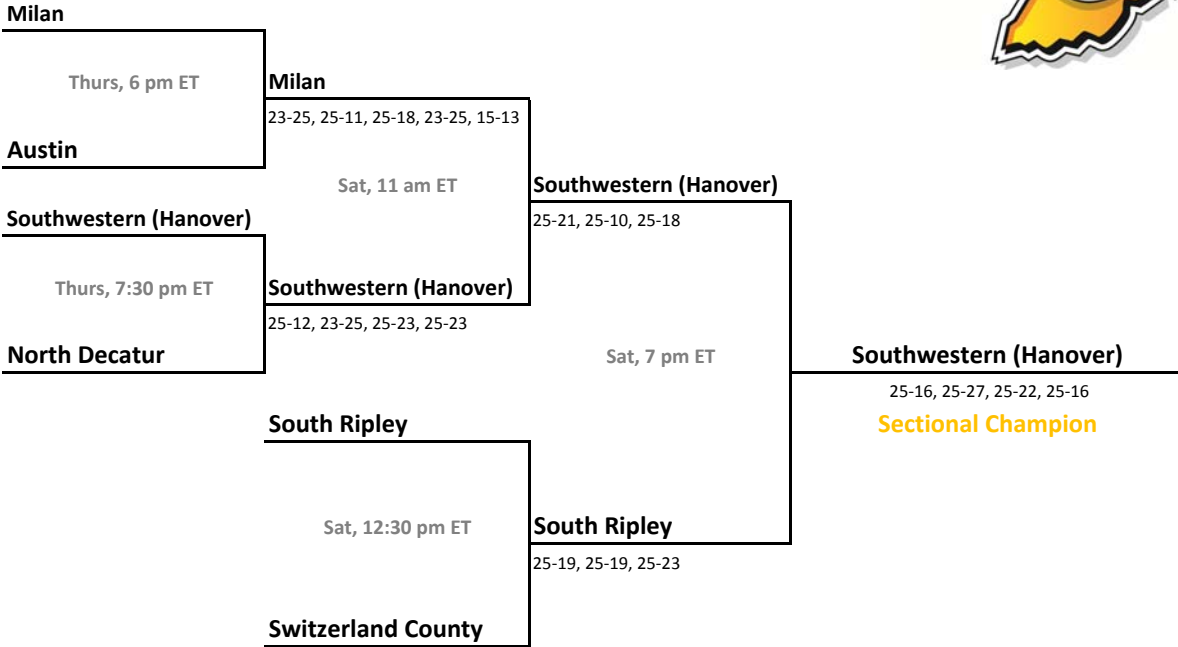 Milan
Thurs, 6 pm ET
Milan
23-25, 25-11, 25-18, 23-25, 15-13
Austin
Sat, 11 am ET
Southwestern (Hanover)
25-21, 25-10, 25-18
Southwestern (Hanover)
Thurs, 7:30 pm ET
Southwestern (Hanover)
25-12, 23-25, 25-23, 25-23
North Decatur
Sat, 7 pm ET
Southwestern (Hanover)
25-16, 25-27, 25-22, 25-16
Sectional Champion
South Ripley
Sat, 12:30 pm ET
South Ripley
25-19, 25-19, 25-23
Switzerland County